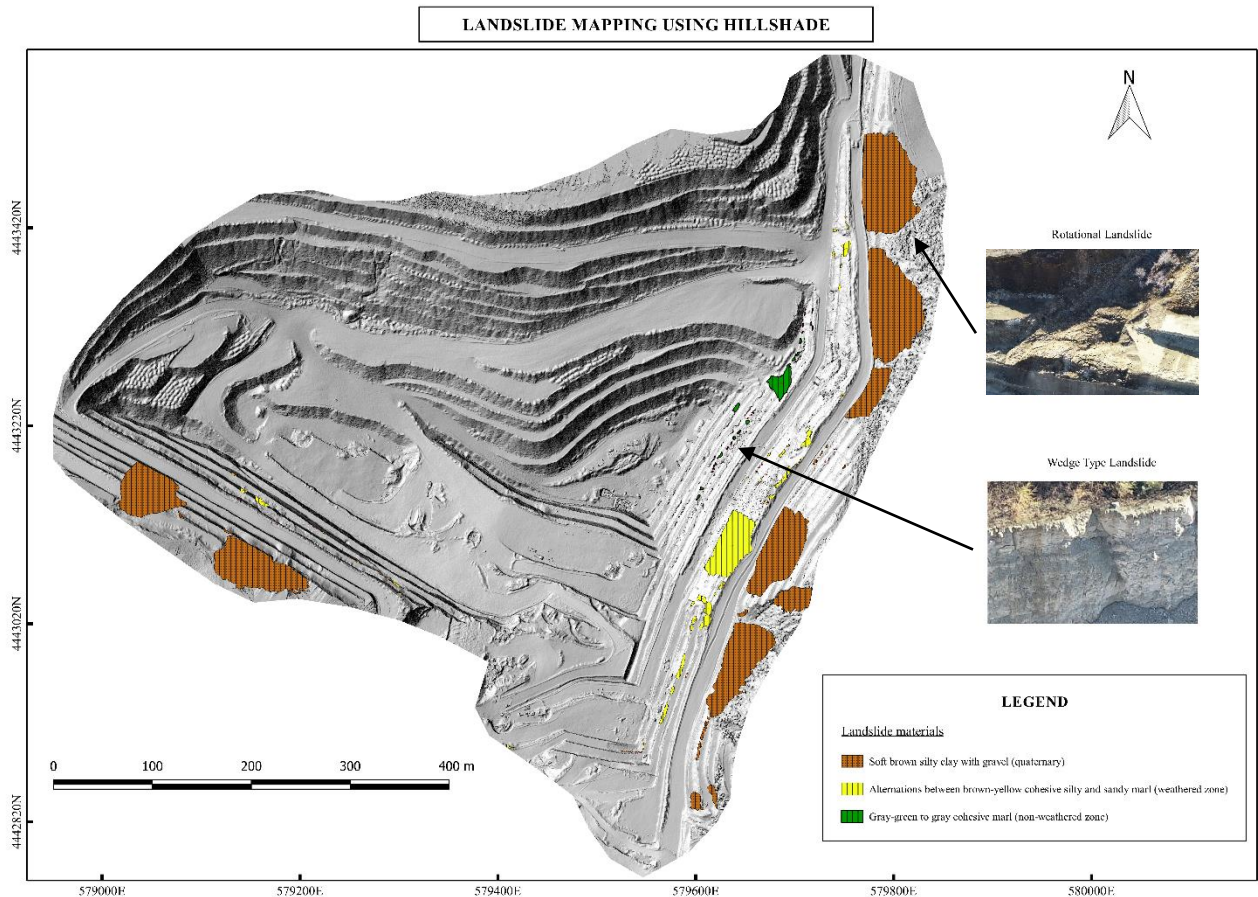 LANDSLIDE MAPPING USING HILLSHADE
N
4443420N
4443220N
4443020N
4442820N
Rotational Landslide
Wedge Type Landslide
0 100 200 300 400 m
LEGEND
Landslide materials
Soft brown silty clay with gravel (quaternary)
Alternations between brown-yellow cohesive silty and sandy marl (weathered zone)
Gray-green to gray cohesive marl (non-weathered zone)
579000E 579200E 579400E 579600E 579800E 580000E